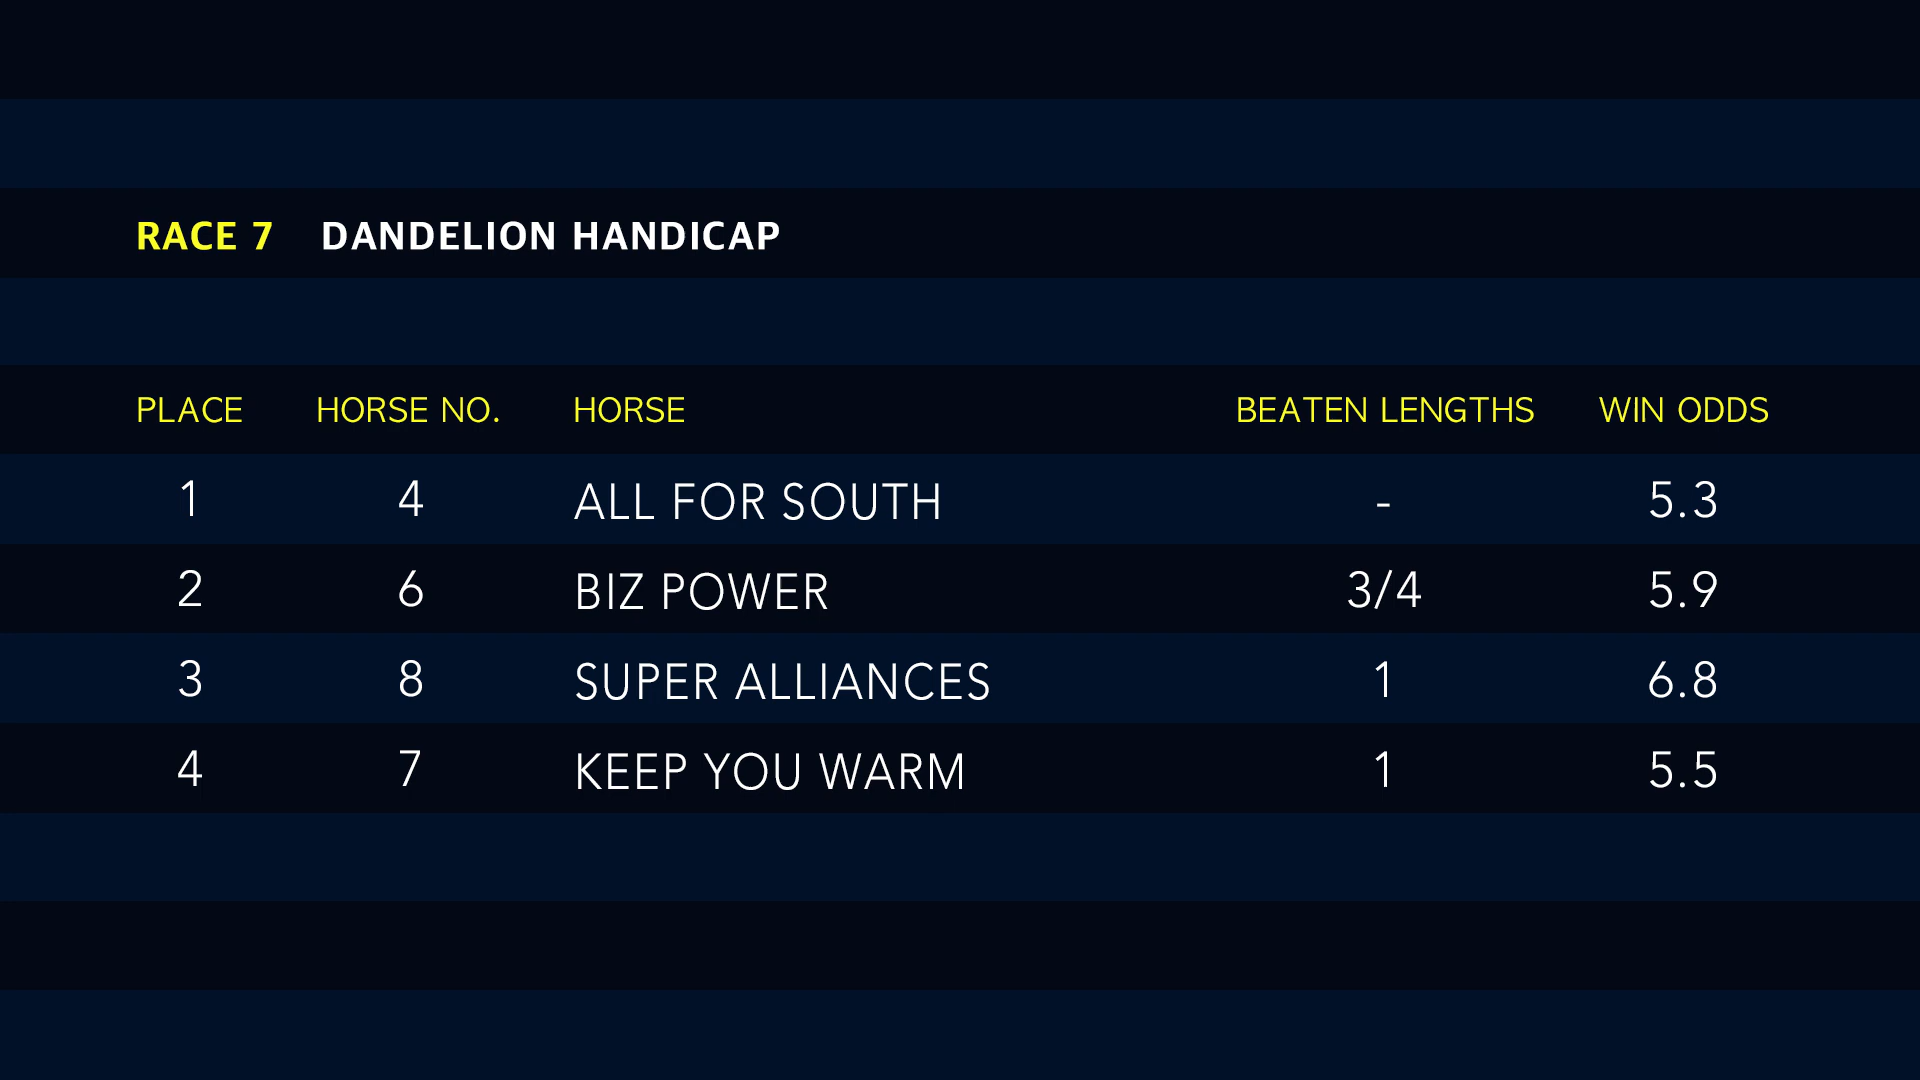 RACE 7 DANDELION HANDICAP
PLACE HORSE NO. HORSE BEATEN LENGTHS WIN ODDS
1 4 ALL FOR SOUTH - 5.3
2 6 BIZ POWER 3/4 5.9
3 8 SUPER ALLIANCES 1 6.8
4 7 KEEP YOU WARM 1 5.5